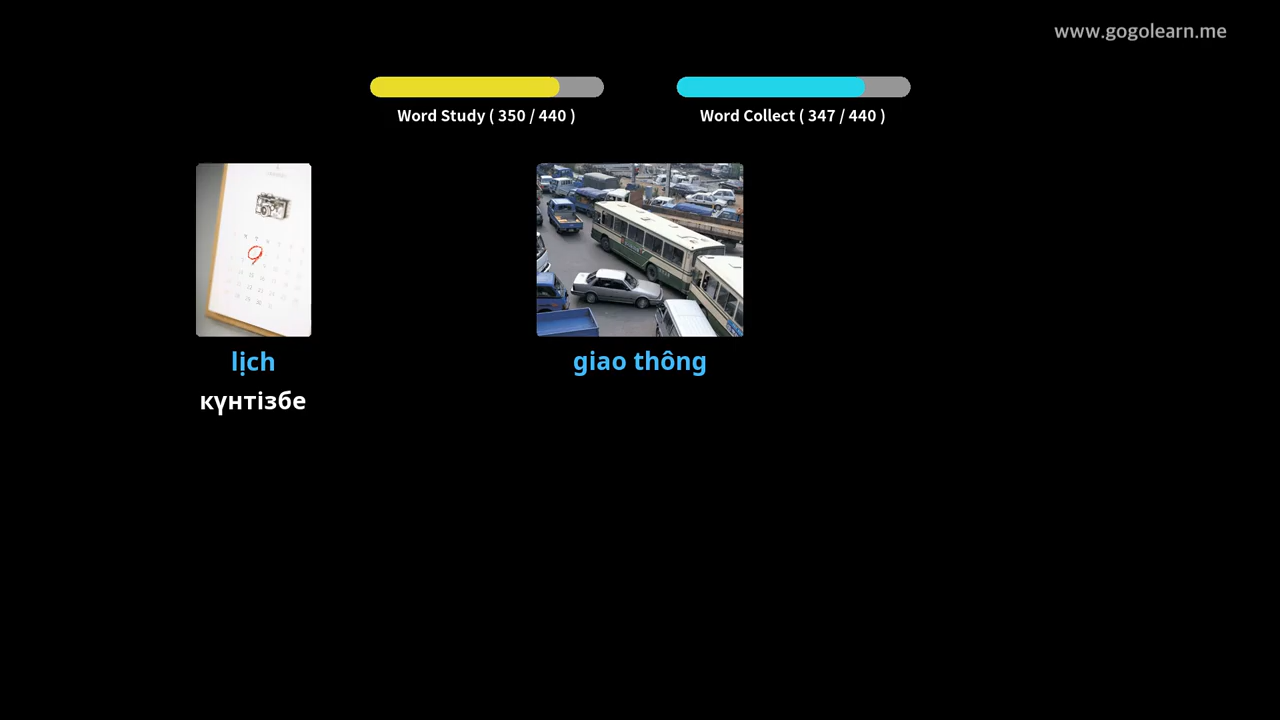 www.gogolearn.me
Word Study ( 350 / 440 )
Word Collect ( 347 / 440 )
lịch
giao thông
күнтізбе